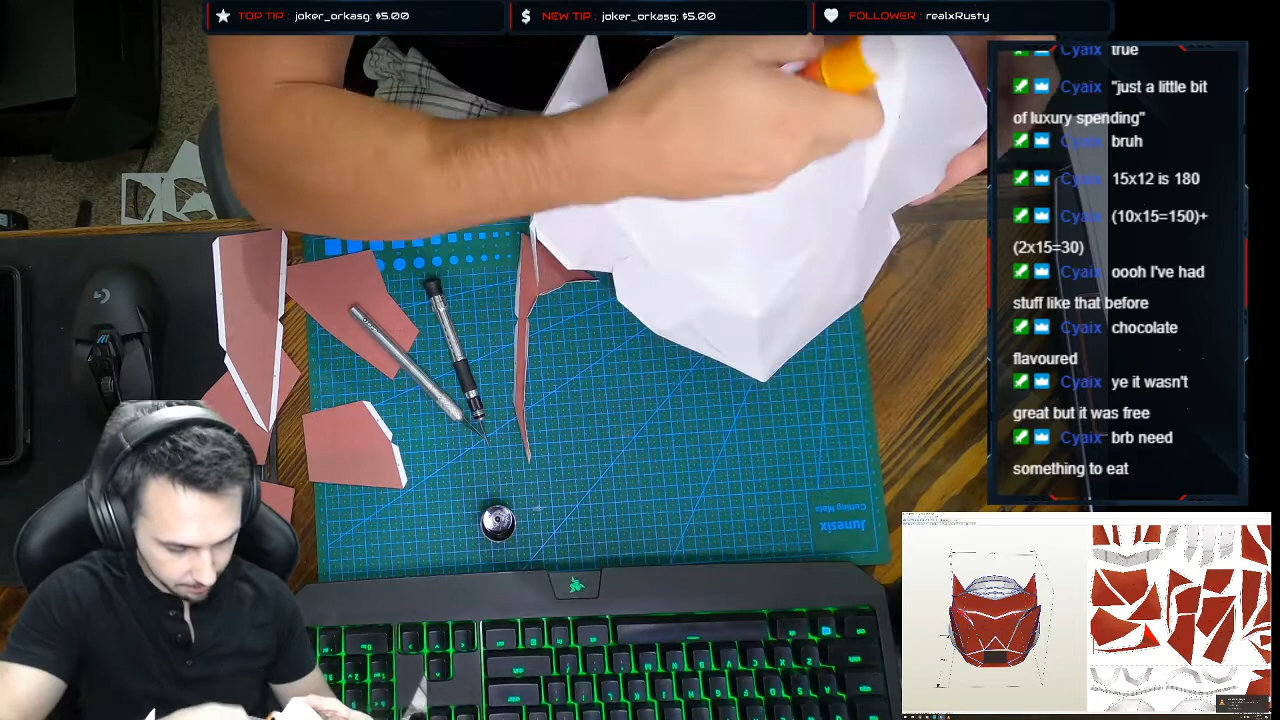 TOP TIP : joker_orkasg: $5.00
NEW TIP : joker_orkasg: $5.00
FOLLOWER : realxRusty
Cyaix true
Cyaix "just a little bit
of luxury spending"
Cyaix bruh
Cyaix 15x12 is 180
Cyaix (10x15=150)+
(2x15=30)
Cyaix oooh I've had
stuff like that before
Cyaix chocolate
flavoured
Cyaix ye it wasn't
great but it was free
Cyaix brb need
something to eat
Junesix
Cutting Mats